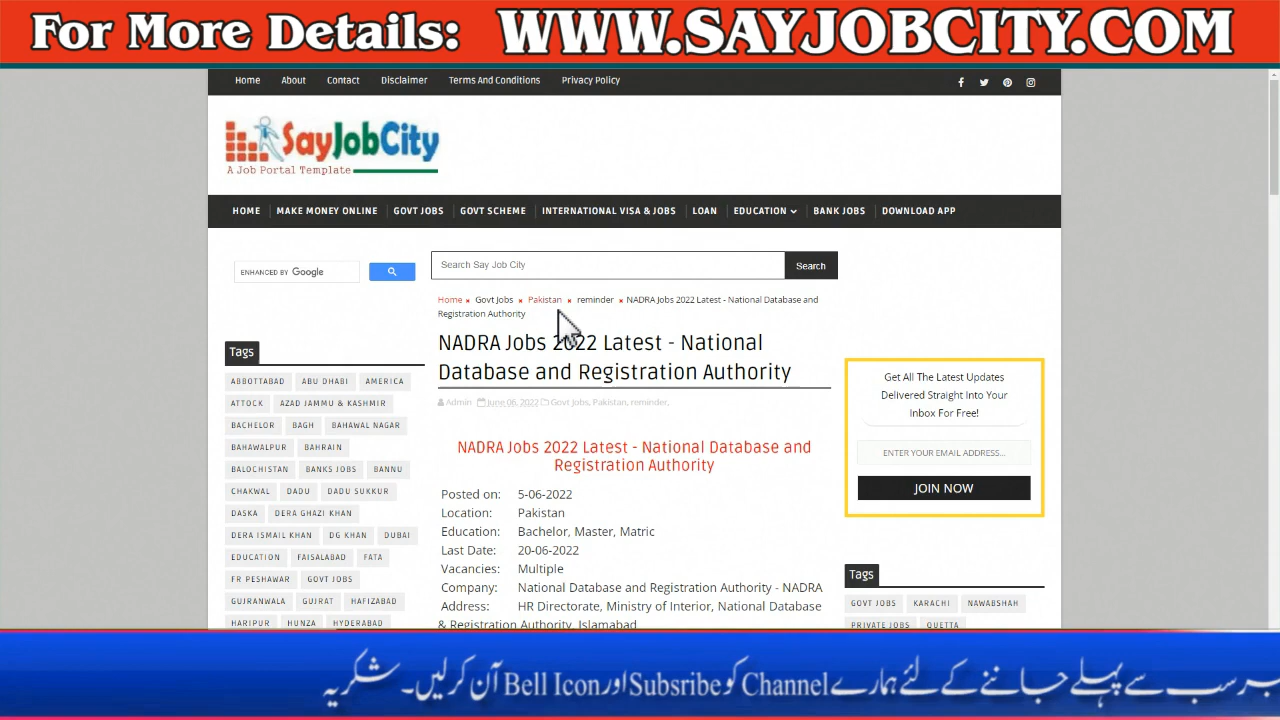 For More Details: WWW.SAYJOBCITY.COM
Home About Contact Disclaimer Terms And Conditions Privacy Policy
SayJobCity
A Job Portal Template
HOME MAKE MONEY ONLINE GOVT JOBS GOVT SCHEME INTERNATIONAL VISA & JOBS LOAN EDUCATION BANK JOBS DOWNLOAD APP
ENHANCED BY Google
Search Say Job City Search
Home × Govt Jobs × Pakistan × reminder × NADRA Jobs 2022 Latest - National Database and
Registration Authority
NADRA Jobs 2022 Latest - National
Database and Registration Authority
Admin June 06, 2022 Govt Jobs, Pakistan, reminder,
NADRA Jobs 2022 Latest - National Database and
Registration Authority
Posted on: 5-06-2022
Location: Pakistan
Education: Bachelor, Master, Matric
Last Date: 20-06-2022
Vacancies: Multiple
Company: National Database and Registration Authority - NADRA
Address: HR Directorate, Ministry of Interior, National Database
& Registration Authority, Islamabad
Tags
ABBOTTABAD ABU DHABI AMERICA
ATTOCK AZAD JAMMU & KASHMIR
BACHELOR BAGH BAHAWAL NAGAR
BAHAWALPUR BAHRAIN
BALOCHISTAN BANKS JOBS BANNU
CHAKWAL DADU DADU SUKKUR
DASKA DERA GHAZI KHAN
DERA ISMAIL KHAN DG KHAN DUBAI
EDUCATION FAISALABAD FATA
FR PESHAWAR GOVT JOBS
GUJRANWALA GUJRAT HAFIZABAD
HARIPUR HUNZA HYDERABAD
Get All The Latest Updates
Delivered Straight Into Your
Inbox For Free!
ENTER YOUR EMAIL ADDRESS...
JOIN NOW
Tags
GOVT JOBS KARACHI NAWABSHAH
PRIVATE JOBS QUETTA
سب سے پہلے جاننے کے لئے ہمارے Channel کو Subsribe اور Bell Icon آن کرلیں۔ شکریہ